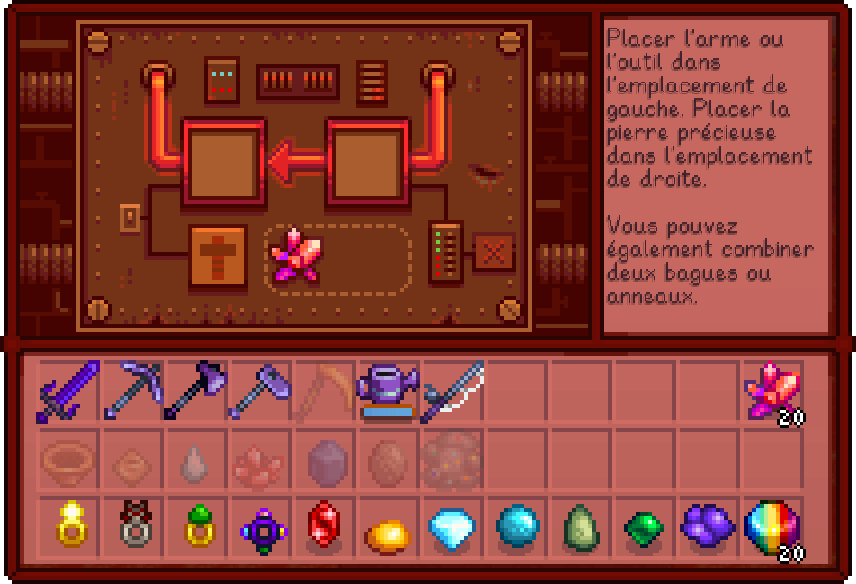 Placer l'arme ou
l'outil dans
l'emplacement de
gauche. Placer la
pierre précieuse
dans l'emplacement
de droite.
Vous pouvez
également combiner
deux bagues ou
anneaux.
20
20